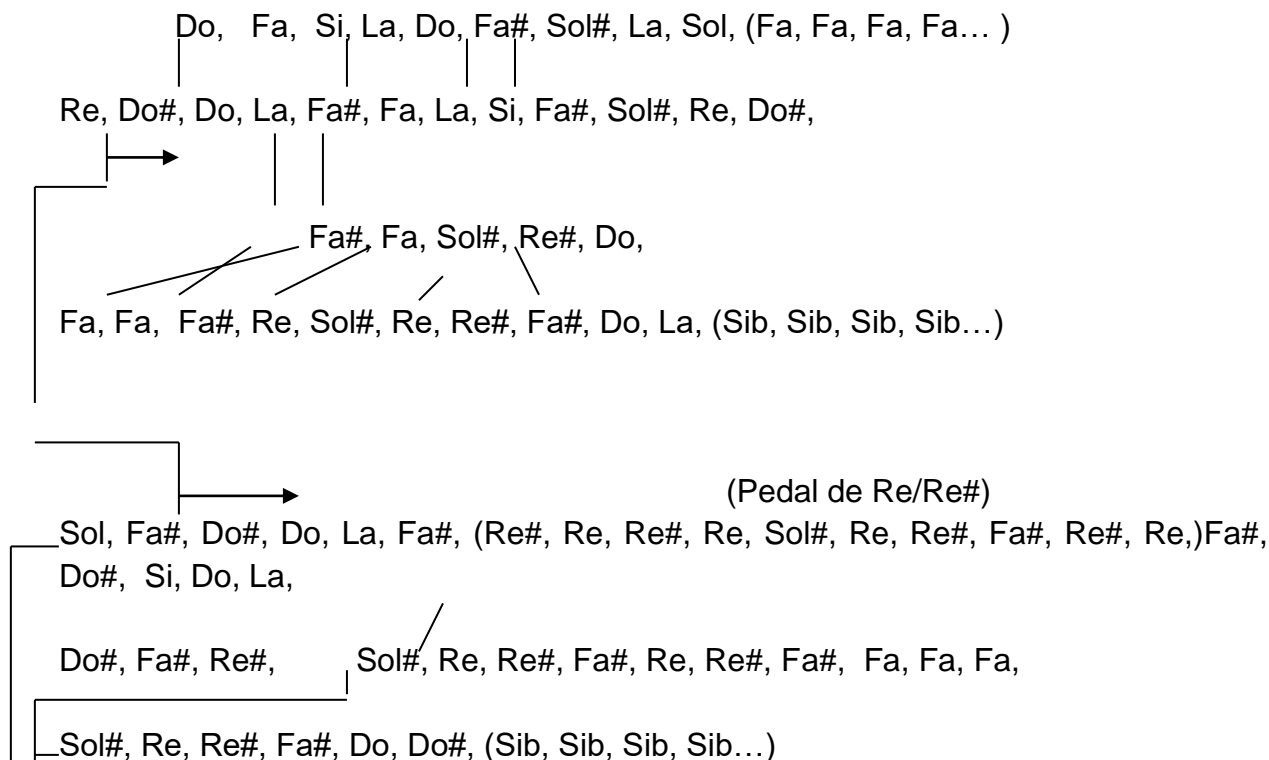 Do, Fa, Si, La, Do, Fa#, Sol#, La, Sol, (Fa, Fa, Fa, Fa… )
Re, Do#, Do, La, Fa#, Fa, La, Si, Fa#, Sol#, Re, Do#,
Fa#, Fa, Sol#, Re#, Do,
Fa, Fa, Fa#, Re, Sol#, Re, Re#, Fa#, Do, La, (Sib, Sib, Sib, Sib…)
(Pedal de Re/Re#)
Sol, Fa#, Do#, Do, La, Fa#, (Re#, Re, Re#, Re, Sol#, Re, Re#, Fa#, Re#, Re,)Fa#,
Do#, Si, Do, La,
Do#, Fa#, Re#, Sol#, Re, Re#, Fa#, Re, Re#, Fa#, Fa, Fa, Fa,
Sol#, Re, Re#, Fa#, Do, Do#, (Sib, Sib, Sib, Sib…)